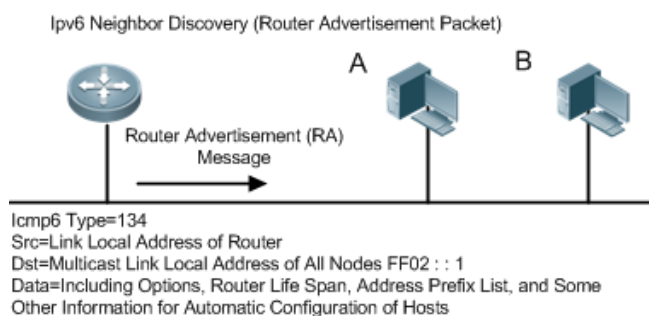 Ipv6 Neighbor Discovery (Router Advertisement Packet)
A
B
Router Advertisement (RA)
Message
Icmp6 Type=134
Src=Link Local Address of Router
Dst=Multicast Link Local Address of All Nodes FF02 : : 1
Data=Including Options, Router Life Span, Address Prefix List, and Some
Other Information for Automatic Configuration of Hosts